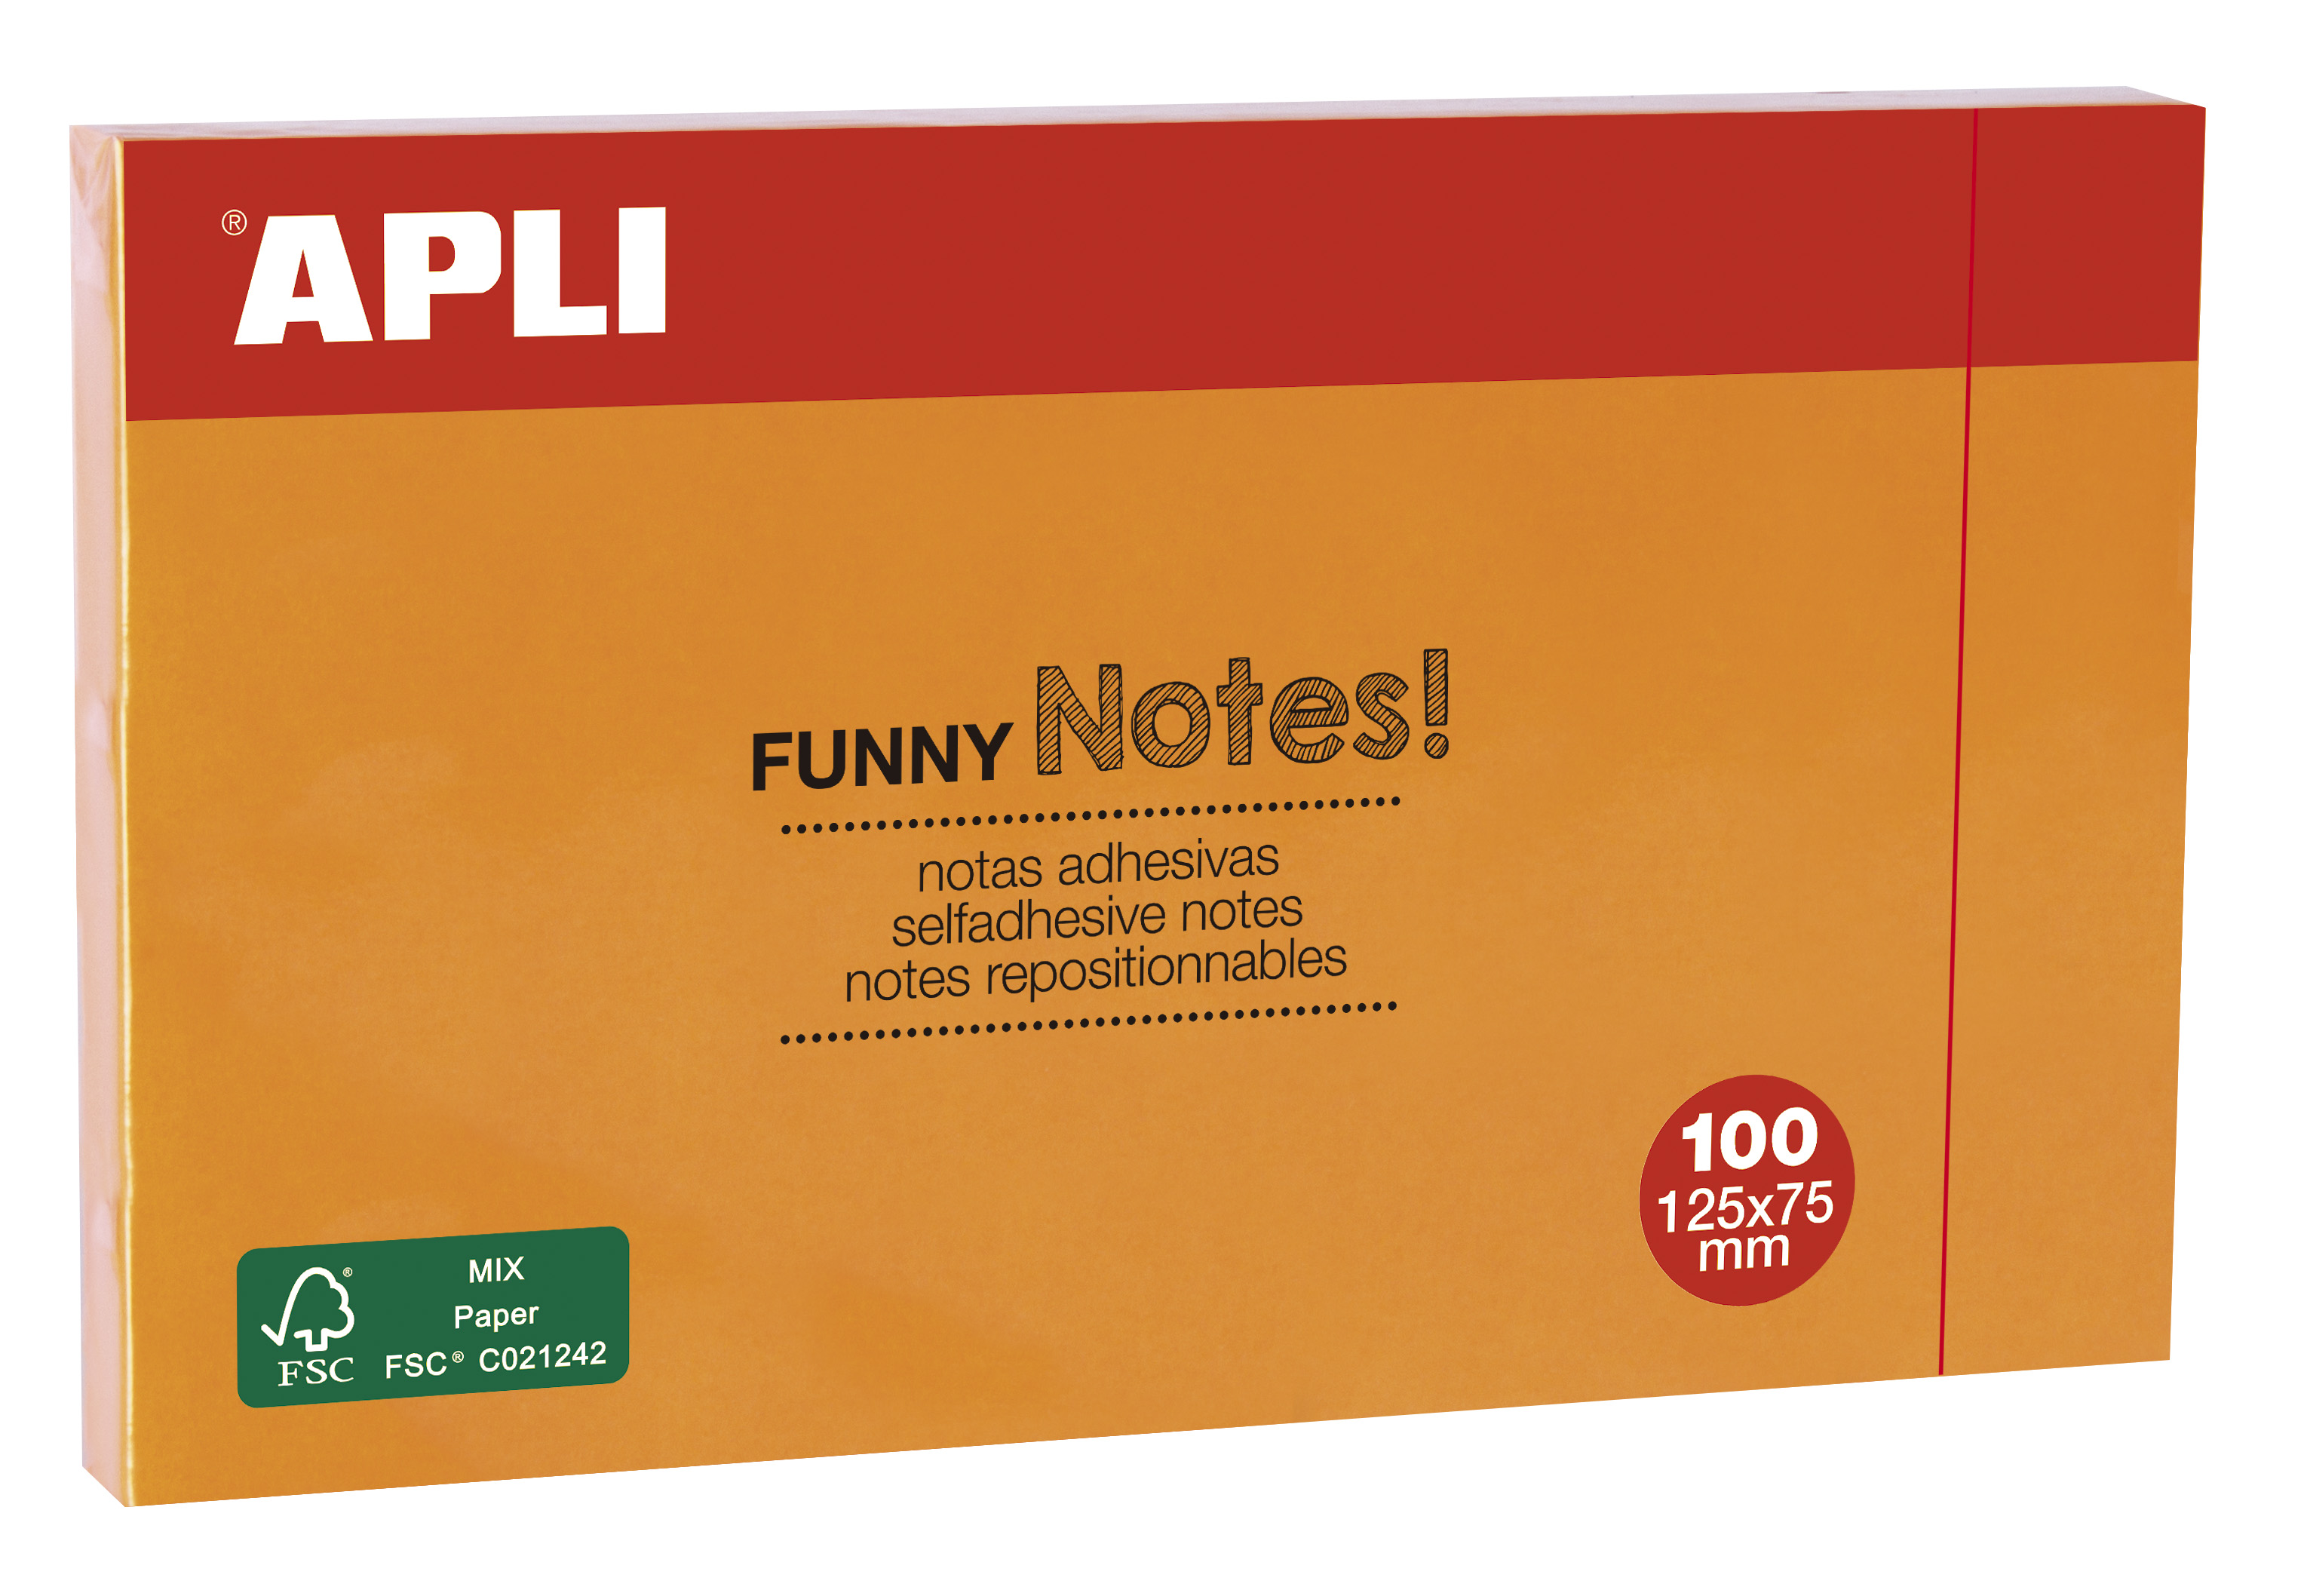 ® APLI
FUNNY Notes!
notas adhesivas
selfadhesive notes
notes repositionnables
100
125x75
mm
®
FSC
MIX
Paper
FSC® C021242